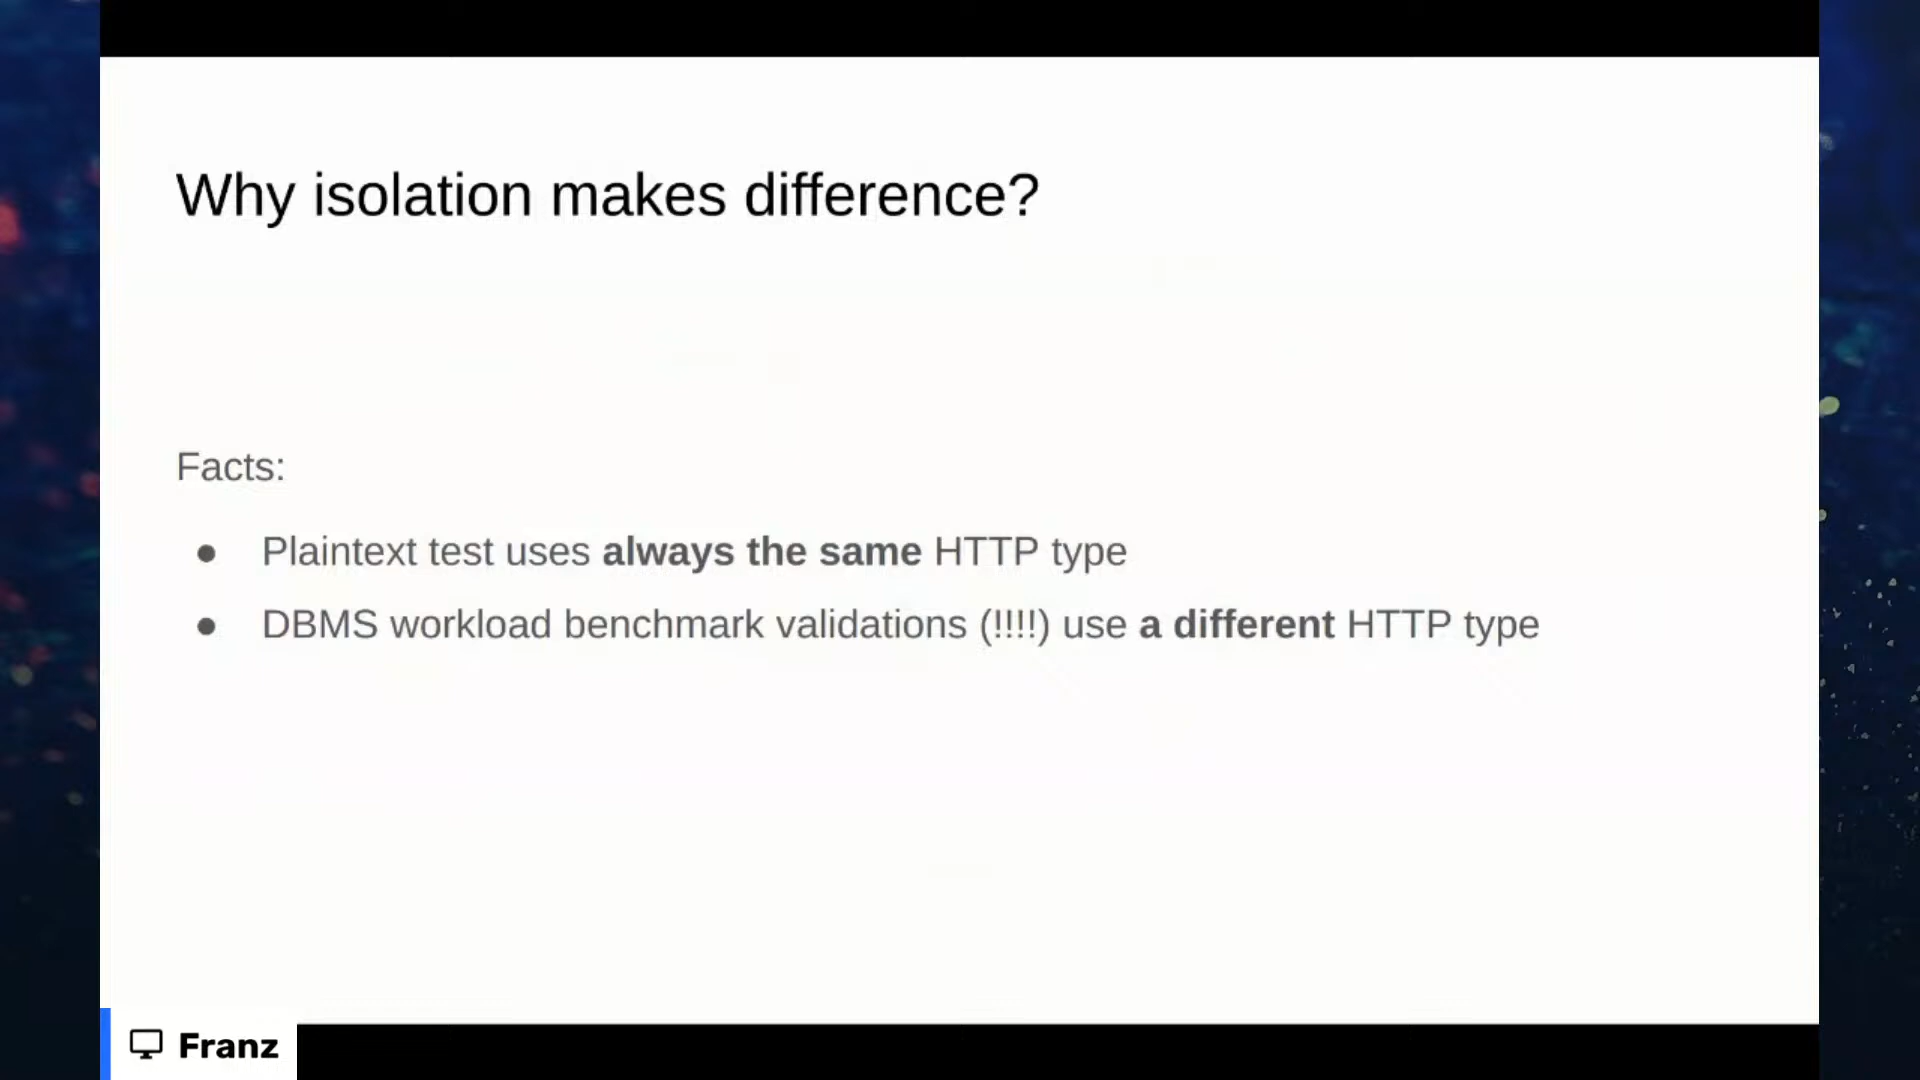 Why isolation makes difference?
Facts:
● Plaintext test uses always the same HTTP type
● DBMS workload benchmark validations (!!!!) use a different HTTP type
Franz